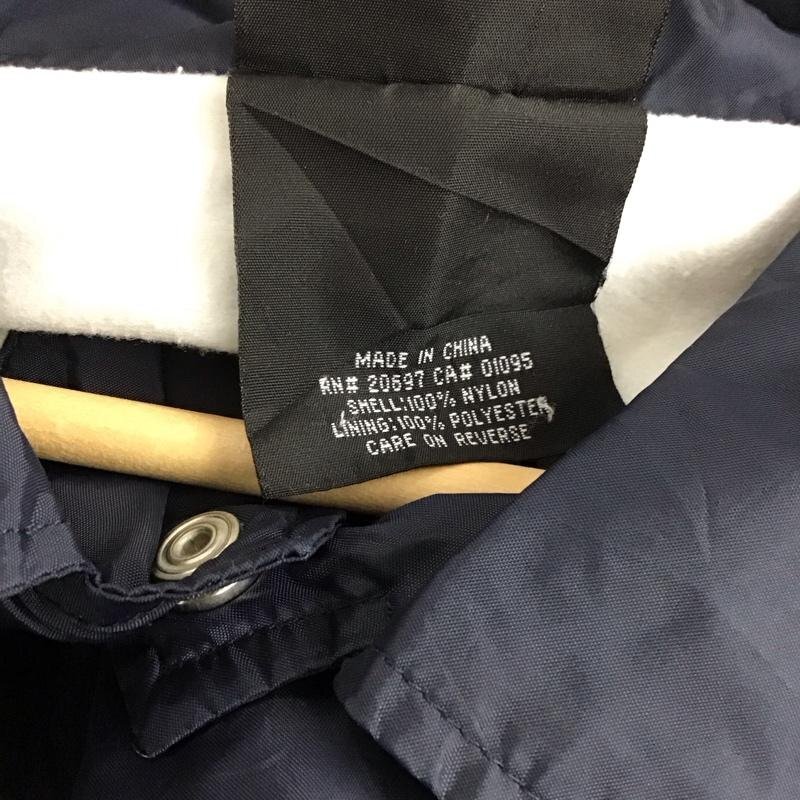 MADE IN CHINA
RN# 20697 CA# 01095
SHELL:100% NYLON
LINING:100% POLYESTER
CARE ON REVERSE